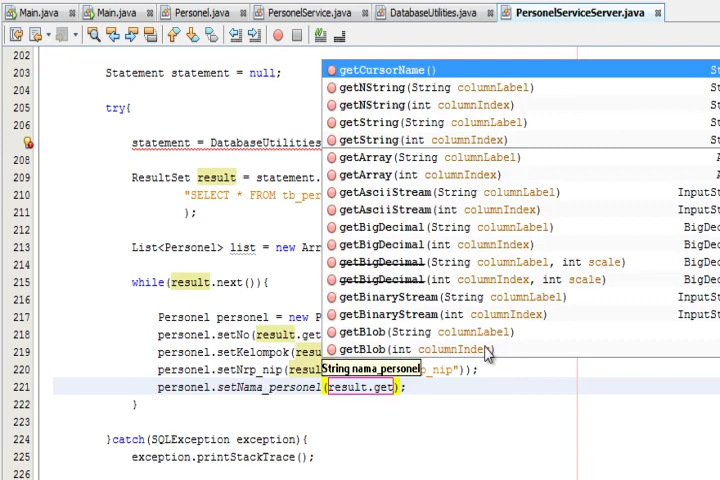 Main.java Main.java Personel.java PersonelService.java DatabaseUtilities.java PersonelServiceServer.java
202
203 Statement statement = null;
204
205 try{
206
statement = DatabaseUtilities
208
209 ResultSet result = statement.
210 "SELECT * FROM tb_per
211 );
212
213 List<Personel> list = new Arr
214
215 while(result.next()){
216
217 Personel personel = new P
218 personel.setNo(result.get
219 personel.setKelompok(resu
220 personel.setNrp_nip(resul _nip"));
221 personel.setNama_personel(result.get);
222 }
223
224 }catch(SQLException exception){
225 exception.printStackTrace();
226
getCursorName() St
getNString(String columnLabel) St
getNString(int columnIndex) St
getString(String columnLabel) St
getString(int columnIndex) St
getArray(String columnLabel) A
getArray(int columnIndex) A
getAsciiStream(String columnLabel) InputSt
getAsciiStream(int columnIndex) InputSt
getBigDecimal(String columnLabel) BigDec
getBigDecimal(int columnIndex) BigDec
getBigDecimal(String columnLabel, int scale) BigDec
getBigDecimal(int columnIndex, int scale) BigDec
getBinaryStream(String columnLabel) InputSt
getBinaryStream(int columnIndex) InputSt
getBlob(String columnLabel)
getBlob(int columnIndex)
String nama_personel